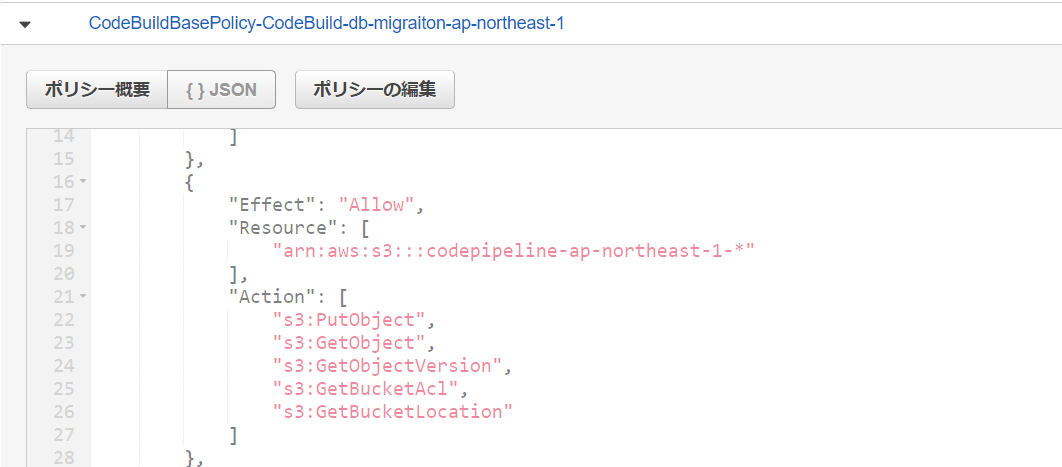 CodeBuildBasePolicy-CodeBuild-db-migraiton-ap-northeast-1
ポリシー概要 { } JSON ポリシーの編集
14 ]
15 },
16 {
17 "Effect": "Allow",
18 "Resource": [
19 "arn:aws:s3:::codepipeline-ap-northeast-1-*"
20 ],
21 "Action": [
22 "s3:PutObject",
23 "s3:GetObject",
24 "s3:GetObjectVersion",
25 "s3:GetBucketAcl",
26 "s3:GetBucketLocation"
27 ]
28 },